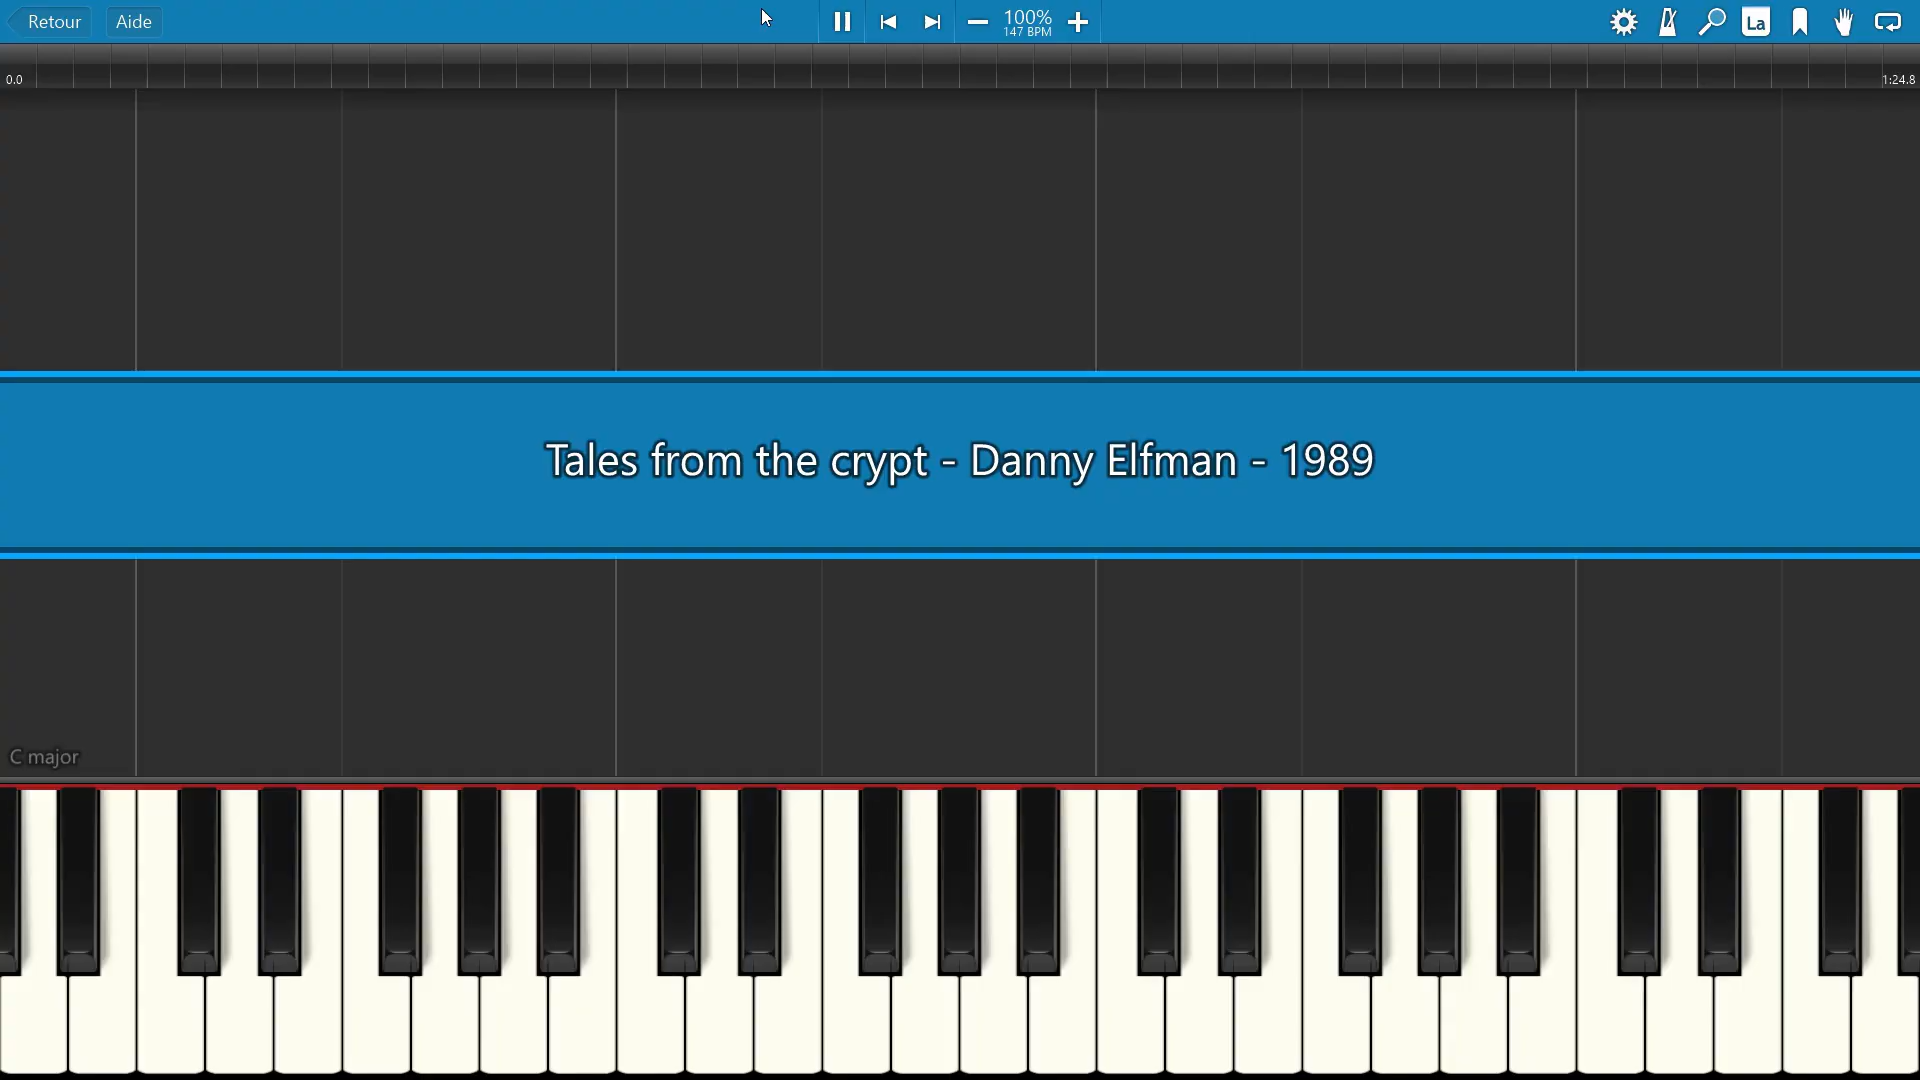 Retour
Aide
100%
147 BPM
La
0.0
1:24.8
Tales from the crypt - Danny Elfman - 1989
C major